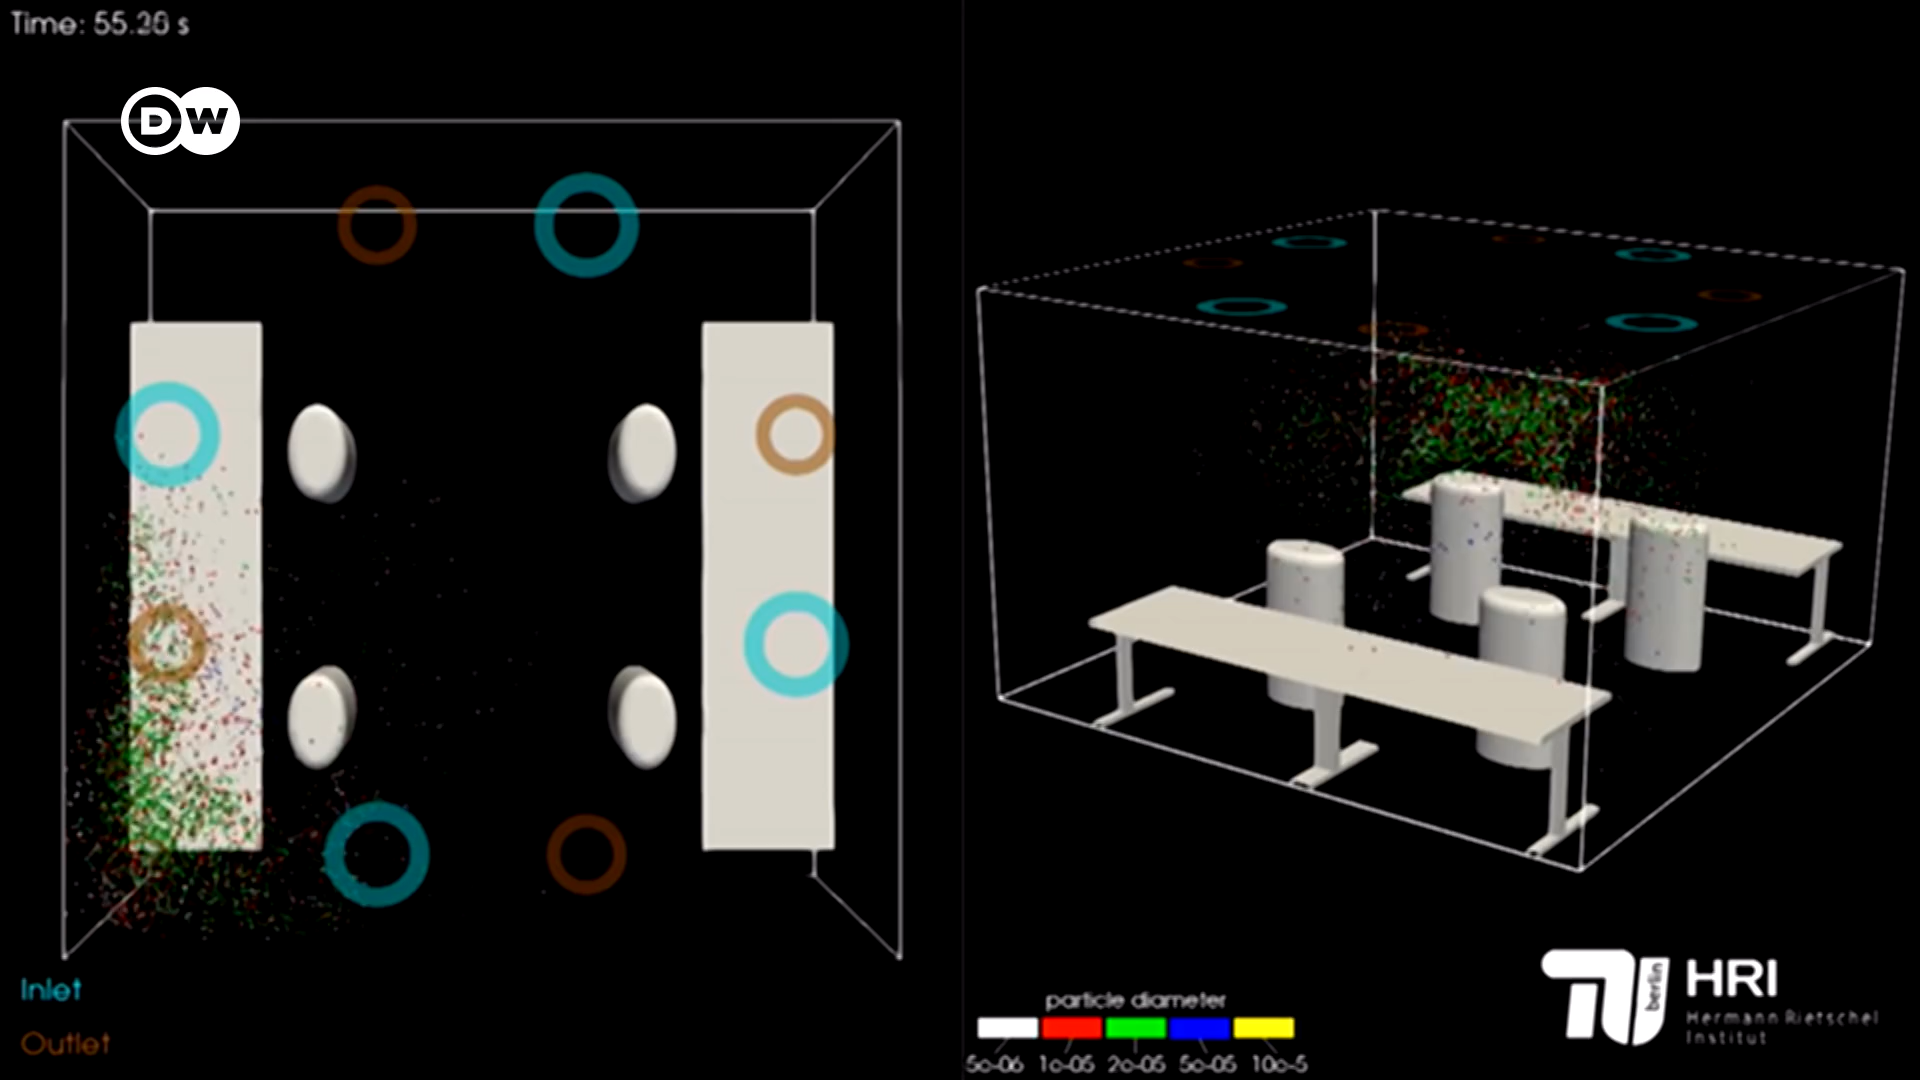 Time: 55.20 s
DW
Inlet
Outlet
particle diameter
5e-06 1e-05 2e-05 5e-05 10e-5
TU berlin
HRI
Hermann Rietschel
Institut